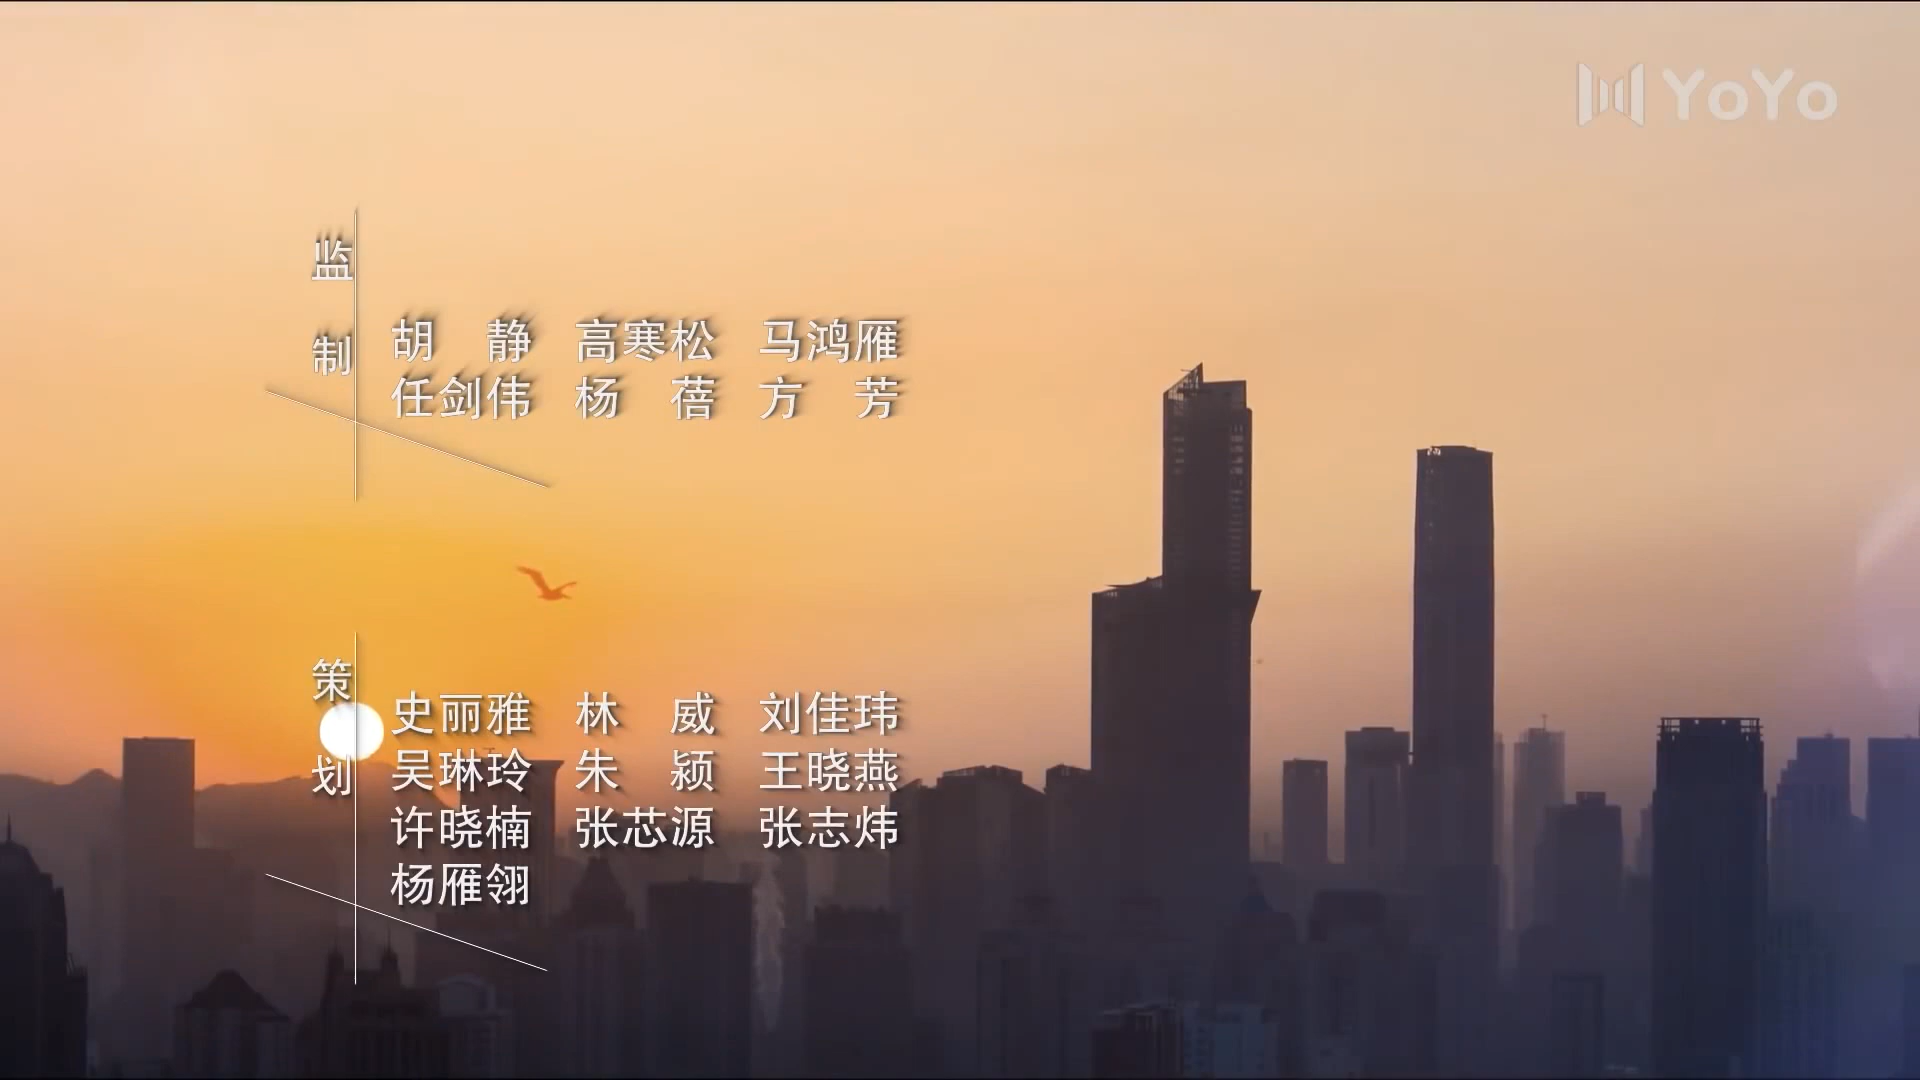 YoYo
监制
胡 静 高寒松 马鸿雁
任剑伟 杨 蓓 方 芳
策划
史丽雅 林 威 刘佳玮
吴琳玲 朱 颍 王晓燕
许晓楠 张芯源 张志炜
杨雁翎